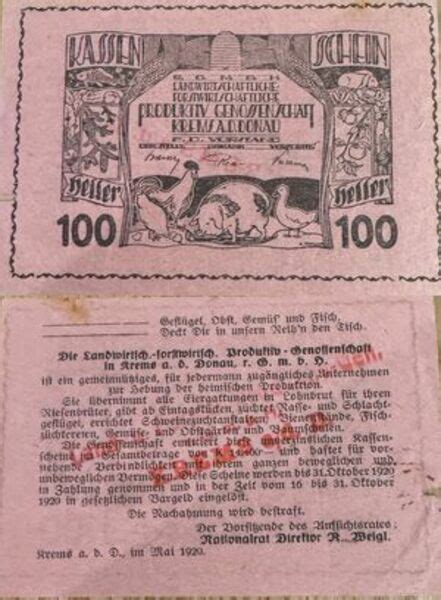 KASSEN SCHEIN
R.G.M.B.H.
LANDWIRTSCHAFTLICHE-
FORSTWIRTSCHAFTLICHE
PRODUKTIV GENOSSENSCHAFT
KREMS A.D. DONAU
F. D. VORSTAND
Heller Heller
100 100
Geflügel, Obst, Gemüs' und Fisch,
Deckt Dir in unsern Reih'n den Tisch.
Die Landwirtsch.-forstwirtsch. Produktiv-Genossenschaft
in Krems a. d. Donau, r. G. m. b. H.
ist ein gemeinnütziges, für jedermann zugängliches Unternehmen
zur Hebung der heimischen Produktion.
Sie übernimmt alle Eiergattungen in Lohnbrut für ihren
Riesenbrüter, gibt ab Eintagskücken, züchtet Rasse- und Schlacht-
geflügel, errichtet Schweinezuchtanstalten, Bienenstände, Fisch-
züchtereien, Gemüse- und Obstgärten und Baumschulen.
Die Genossenschaft emittiert diese unverzinslichen Kassen-
scheine im Gesamtbetrage von und haftet für vor-
stehende Verbindlichkeit mit ihrem ganzen beweglichen und
unbeweglichen Vermögen. Diese Scheine werden bis 31. Oktober 1920
in Zahlung genommen und in der Zeit vom 16 bis 31. Oktober
1920 in gesetzlichem Bargeld eingelöst.
Die Nachahmung wird bestraft.
Der Vorsitzende des Aufsichtsrates:
Nationalrat Direktor R. Weigl.
Krems a. d. D., im Mai 1920.